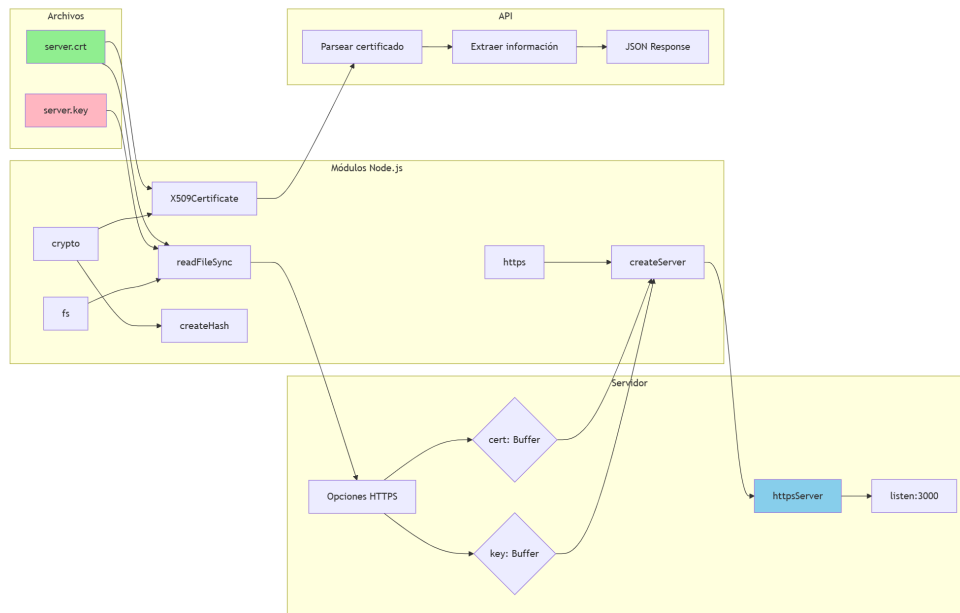 Archivos
server.crt
server.key
API
Parsear certificado
Extraer información
JSON Response
Módulos Node.js
X509Certificate
crypto
readFileSync
fs
createHash
https
createServer
Servidor
cert: Buffer
Opciones HTTPS
key: Buffer
httpsServer
listen:3000